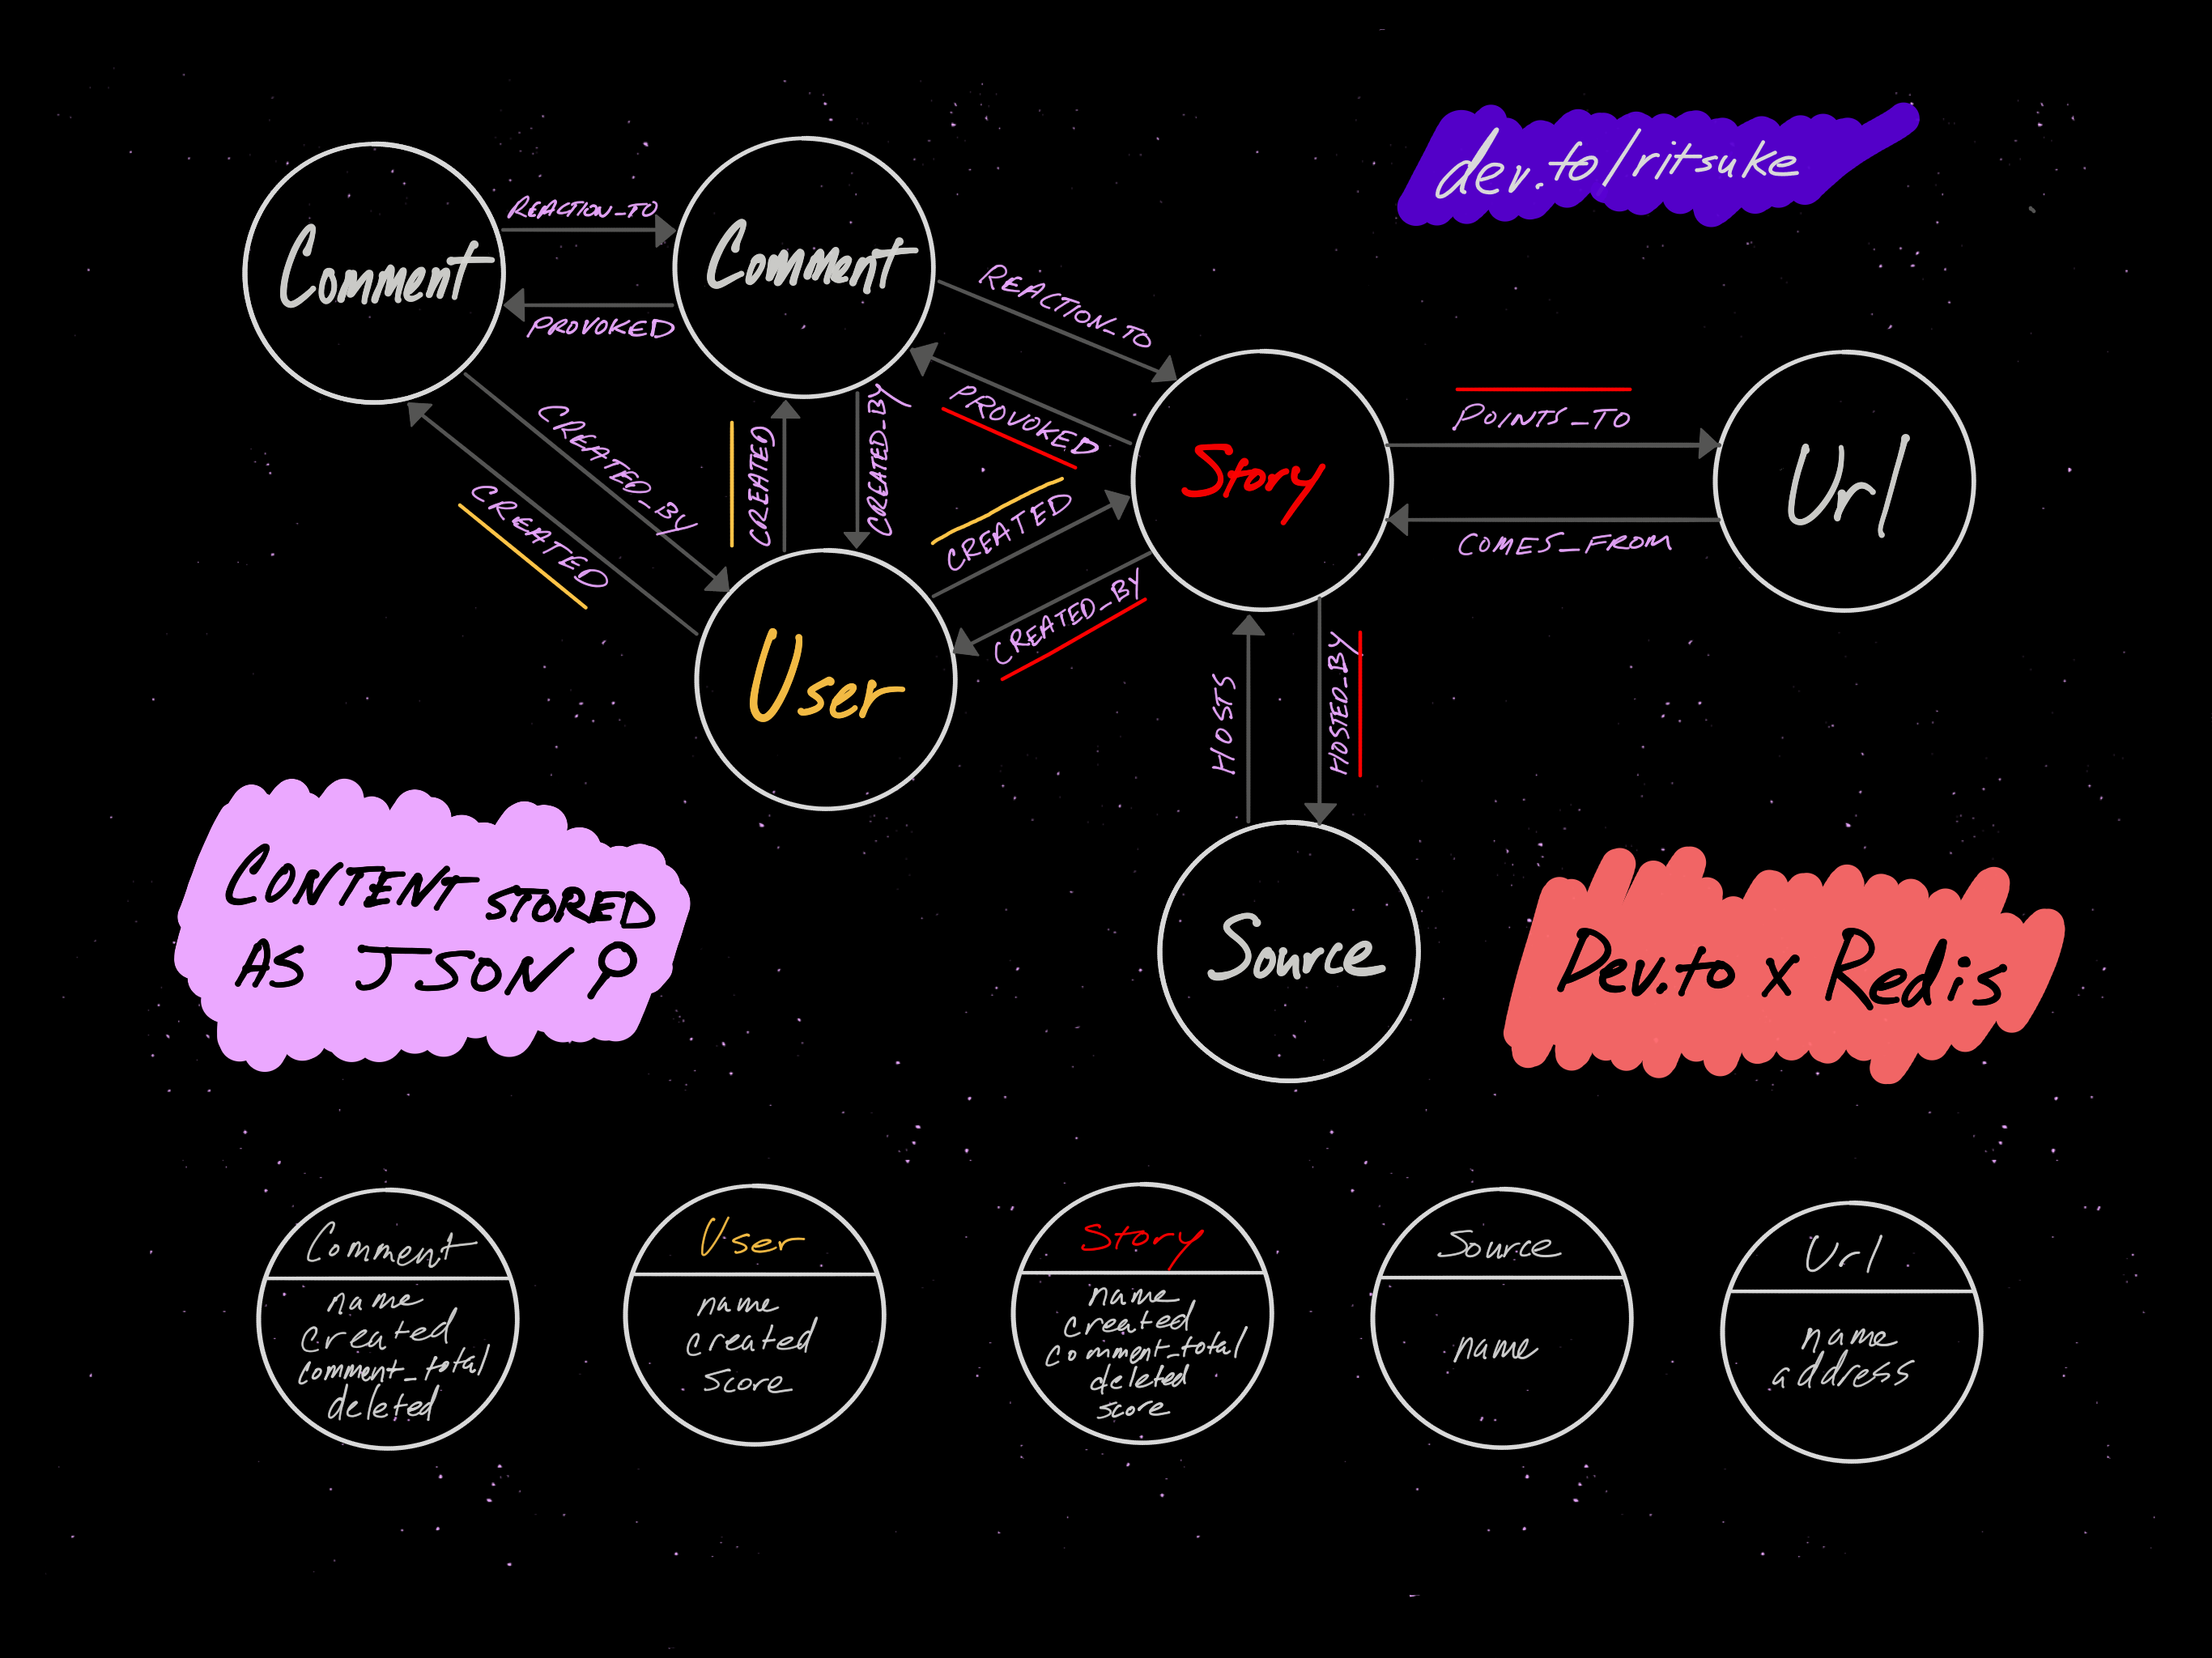 dev.to/ritsuke
Comment
REACTION_TO
PROVOKED
Comment
REACTION_TO
PROVOKED
CREATED_BY
CREATED
CREATED
CREATED_BY
CREATED
CREATED_BY
Story
POINTS_TO
COMES_FROM
Url
User
HOSTS
HOSTED_BY
Source
CONTENT STORED
AS JSON
Dev.to x Redis
Comment
name
created
comment_total
deleted
User
name
created
score
Story
name
created
comment_total
deleted
score
Source
name
Url
name
address